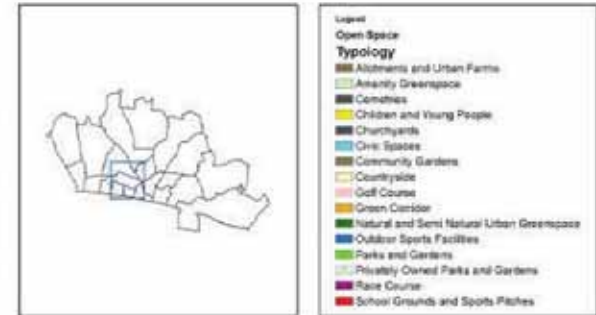 Legend
Open Space
Typology
Allotments and Urban Farms
Amenity Greenspace
Cemetries
Children and Young People
Churchyards
Civic Spaces
Community Gardens
Countryside
Golf Course
Green Corridor
Natural and Semi Natural Urban Greenspace
Outdoor Sports Facilities
Parks and Gardens
Privately Owned Parks and Gardens
Race Course
School Grounds and Sports Pitches